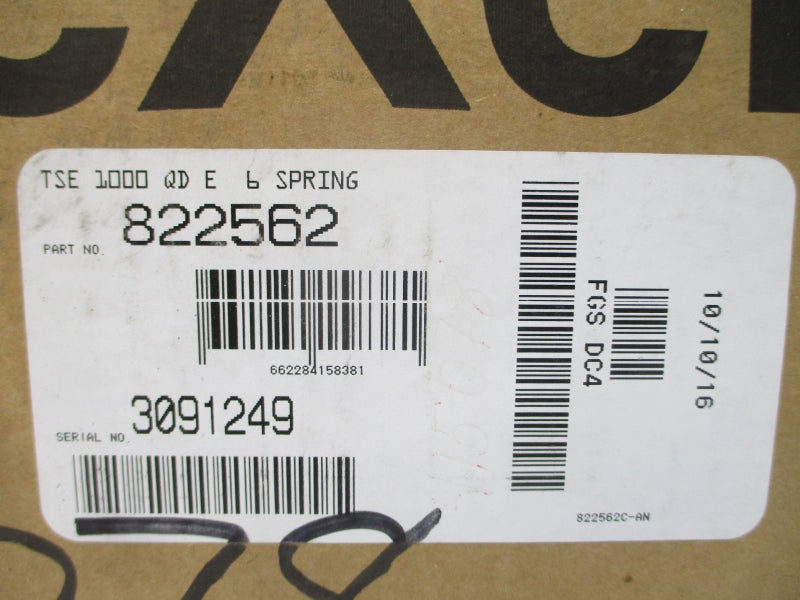 TSE 1000 QD E 6 SPRING
PART NO. 822562
662284158381
SERIAL NO. 3091249
FGS DC4
10/10/16
822562C-AN